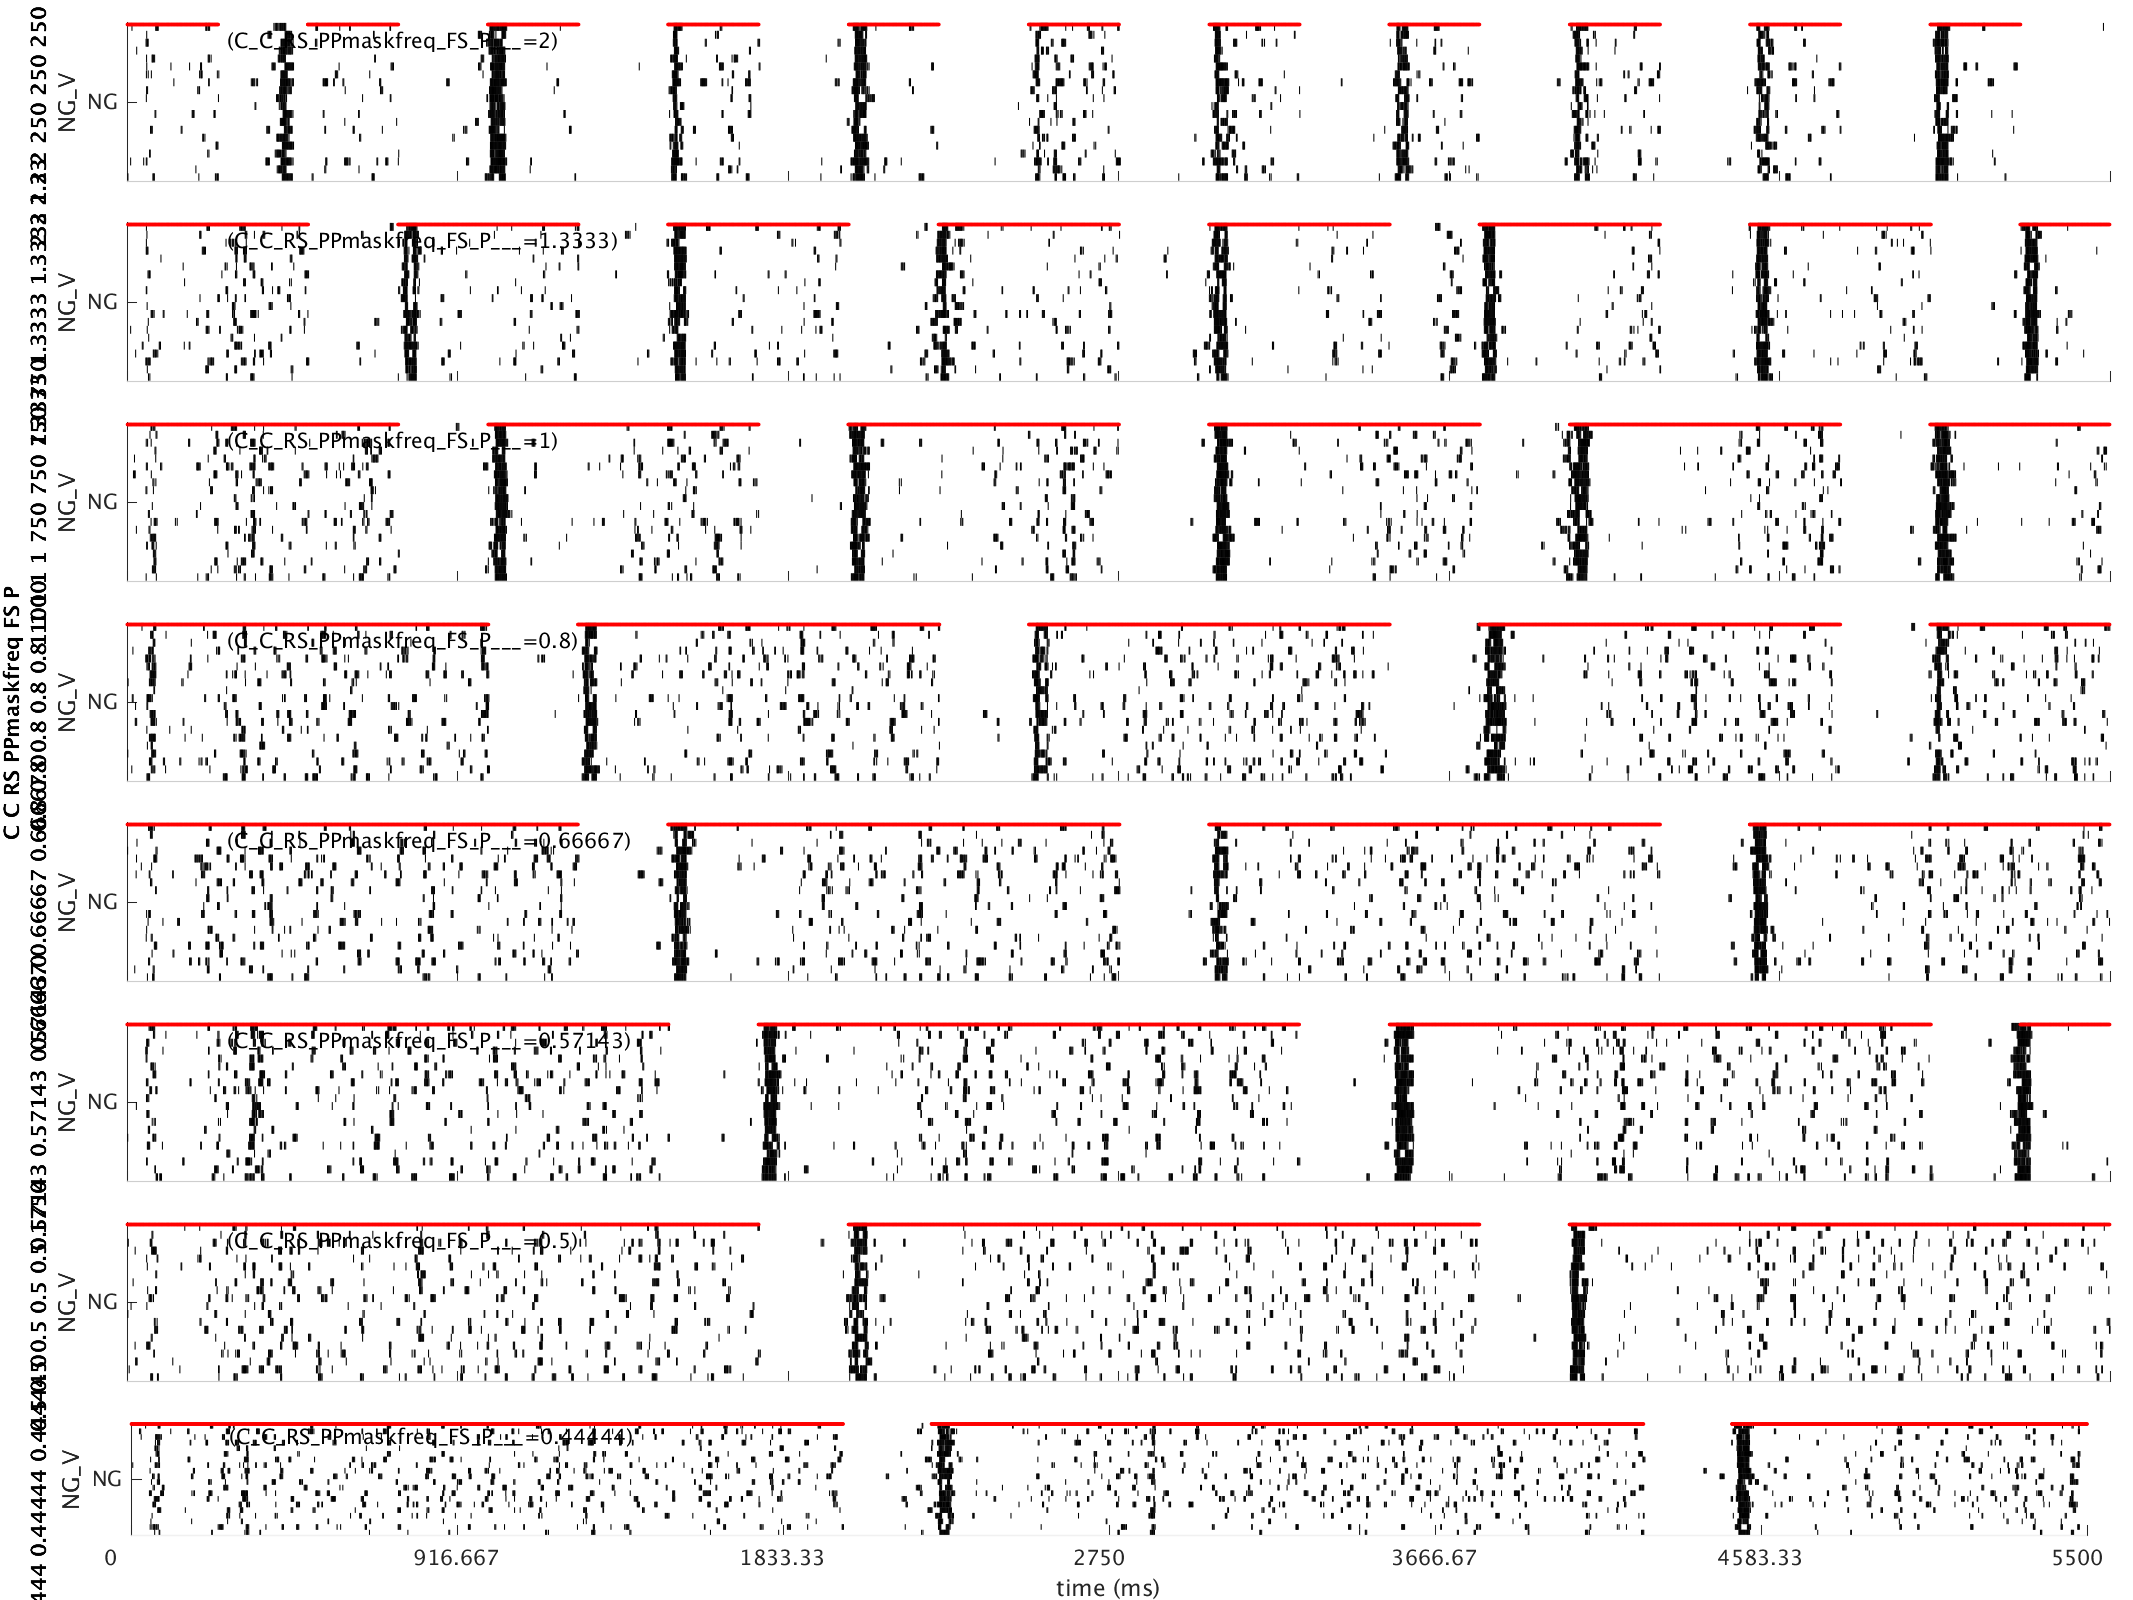 C C RS PPmaskfreq FS P
(C_C_RS_PPmaskfreq_FS_P___=2)
NG_V
NG
(C_C_RS_PPmaskfreq_FS_P___=1.3333)
NG_V
NG
(C_C_RS_PPmaskfreq_FS_P___=1)
NG_V
NG
(C_C_RS_PPmaskfreq_FS_P___=0.8)
NG_V
NG
(C_C_RS_PPmaskfreq_FS_P___=0.66667)
NG_V
NG
(C_C_RS_PPmaskfreq_FS_P___=0.57143)
NG_V
NG
(C_C_RS_PPmaskfreq_FS_P___=0.5)
NG_V
NG
(C_C_RS_PPmaskfreq_FS_P___=0.44444)
NG_V
NG
0 916.667 1833.33 2750 3666.67 4583.33 5500
time (ms)